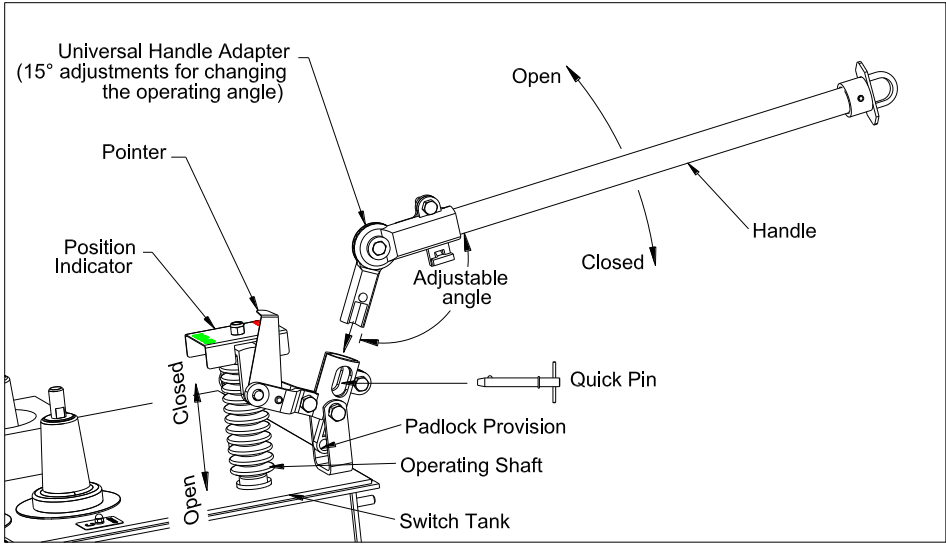 Universal Handle Adapter
(15° adjustments for changing
the operating angle)
Open
Pointer
Handle
Position
Indicator
Closed
Adjustable
angle
Quick Pin
Closed
Padlock Provision
Operating Shaft
Open
Switch Tank